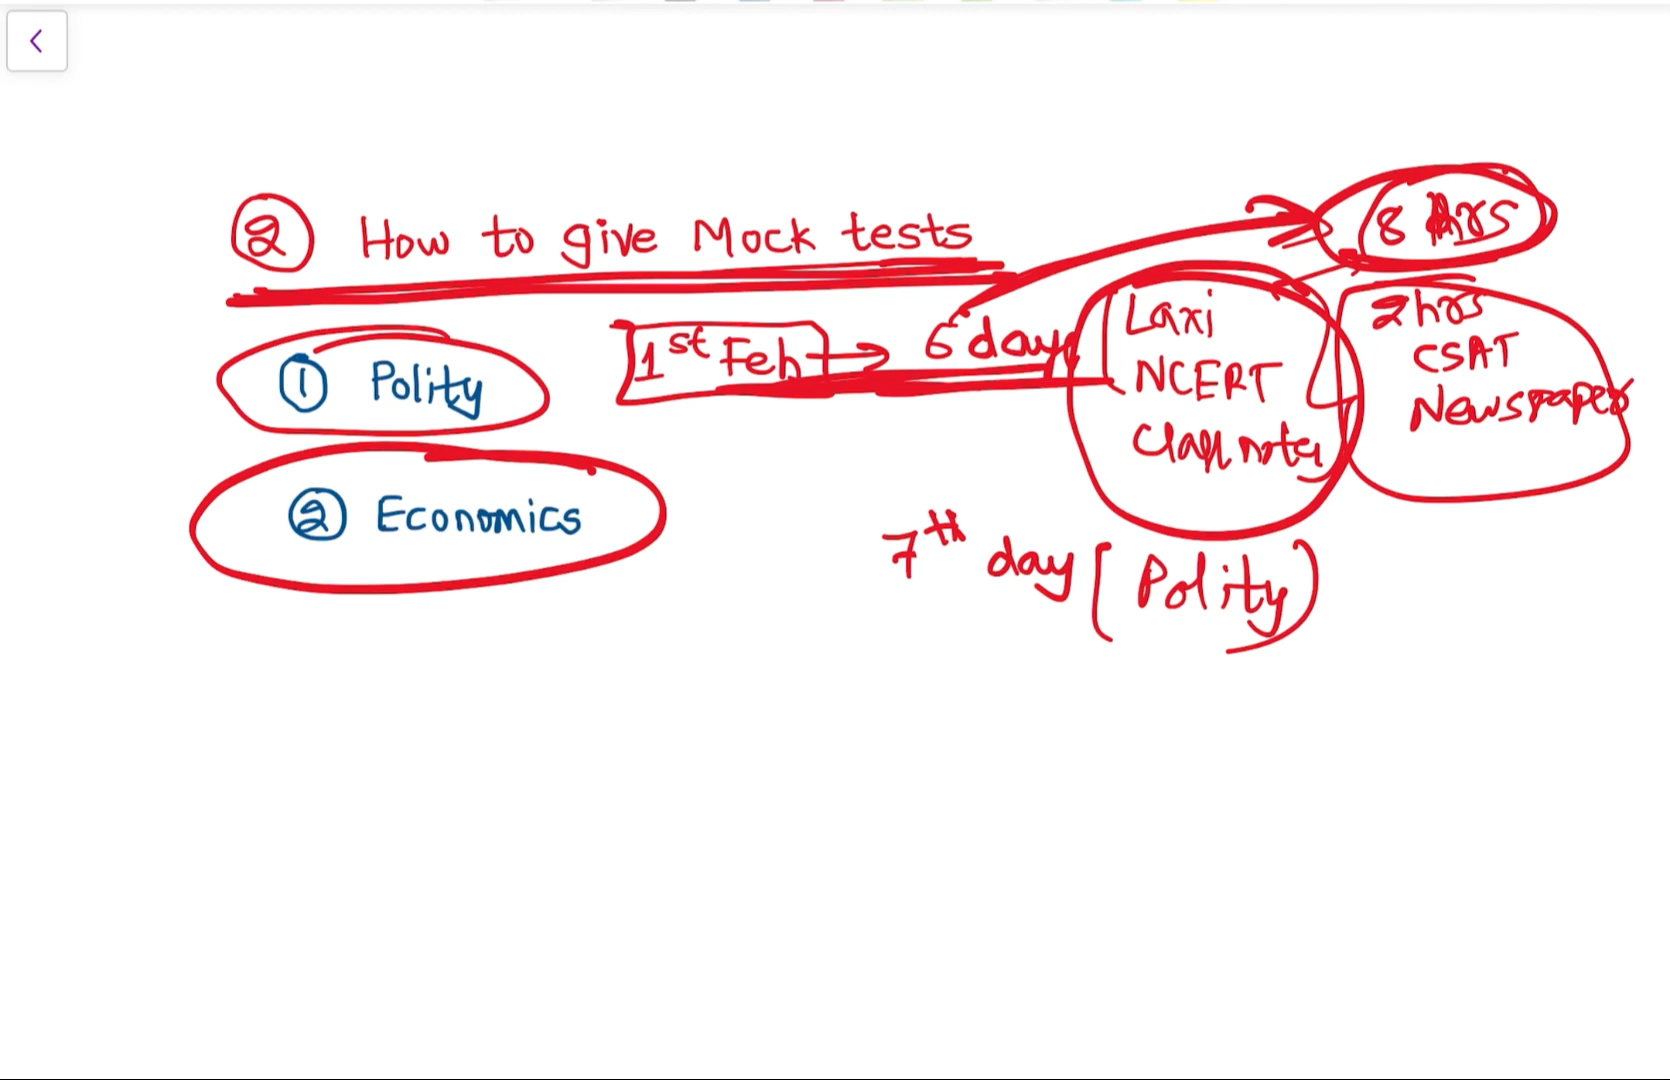 ② How to give Mock tests
8 hrs
① Polity
1st Feb → 6 days
Laxi
NCERT
Class notes
2 hrs
CSAT
Newspaper
② Economics
7th day (Polity)